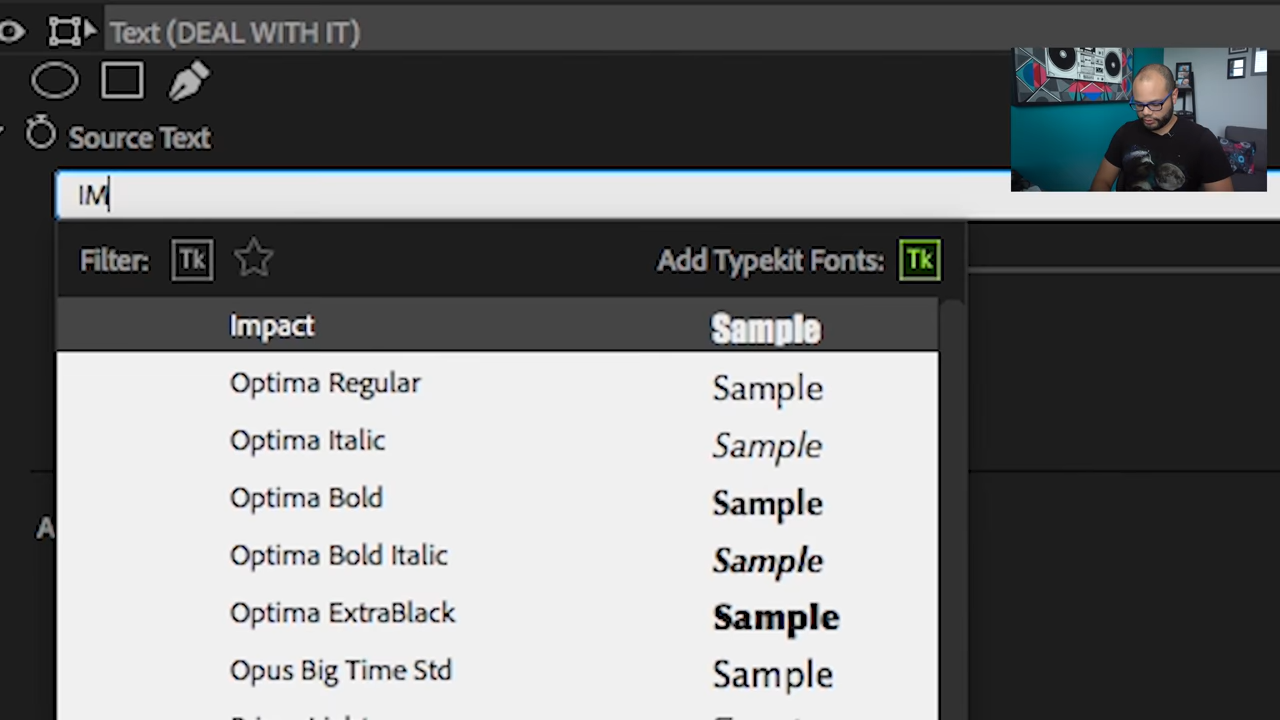 Text (DEAL WITH IT)
Source Text
IM
Filter: Tk Add Typekit Fonts: Tk
Impact Sample
Optima Regular Sample
Optima Italic Sample
Optima Bold Sample
Optima Bold Italic Sample
Optima ExtraBlack Sample
Opus Big Time Std Sample